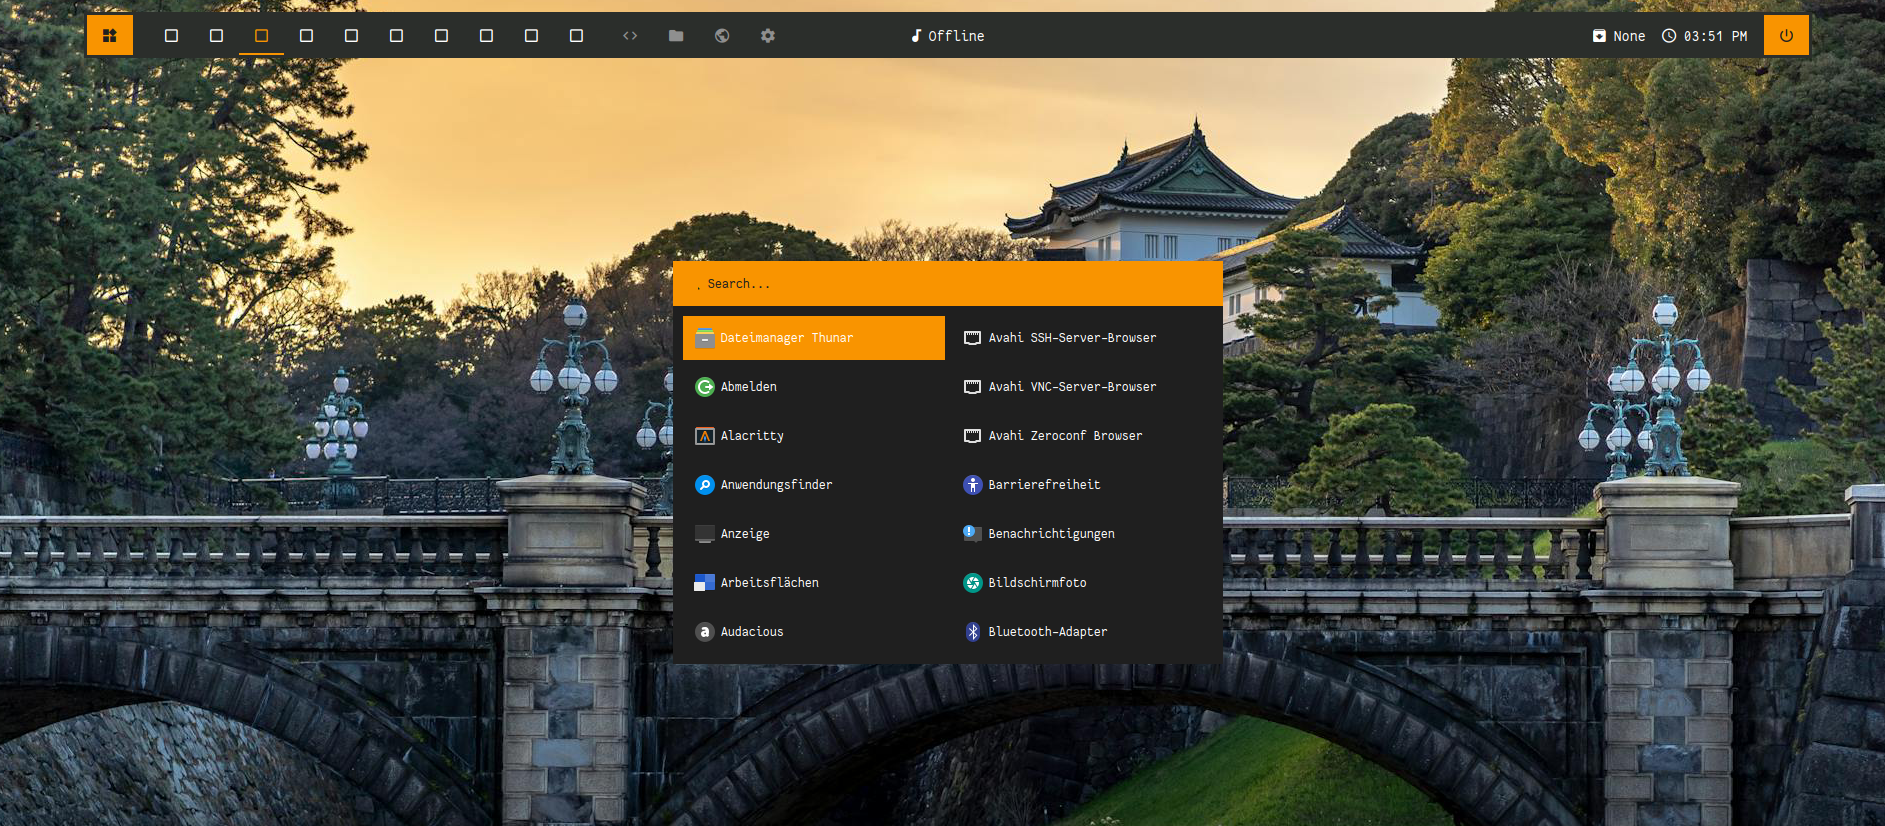 Offline
None
03:51 PM
Search...
Dateimanager Thunar
Abmelden
Alacritty
Anwendungsfinder
Anzeige
Arbeitsflächen
Audacious
Avahi SSH-Server-Browser
Avahi VNC-Server-Browser
Avahi Zeroconf Browser
Barrierefreiheit
Benachrichtigungen
Bildschirmfoto
Bluetooth-Adapter